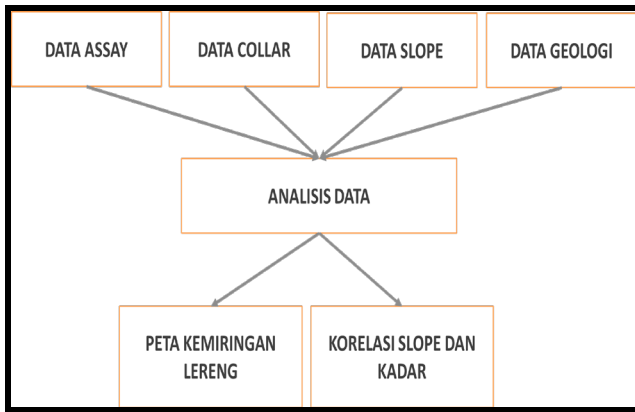 DATA ASSAY
DATA COLLAR
DATA SLOPE
DATA GEOLOGI
ANALISIS DATA
PETA KEMIRINGAN
LERENG
KORELASI SLOPE DAN
KADAR